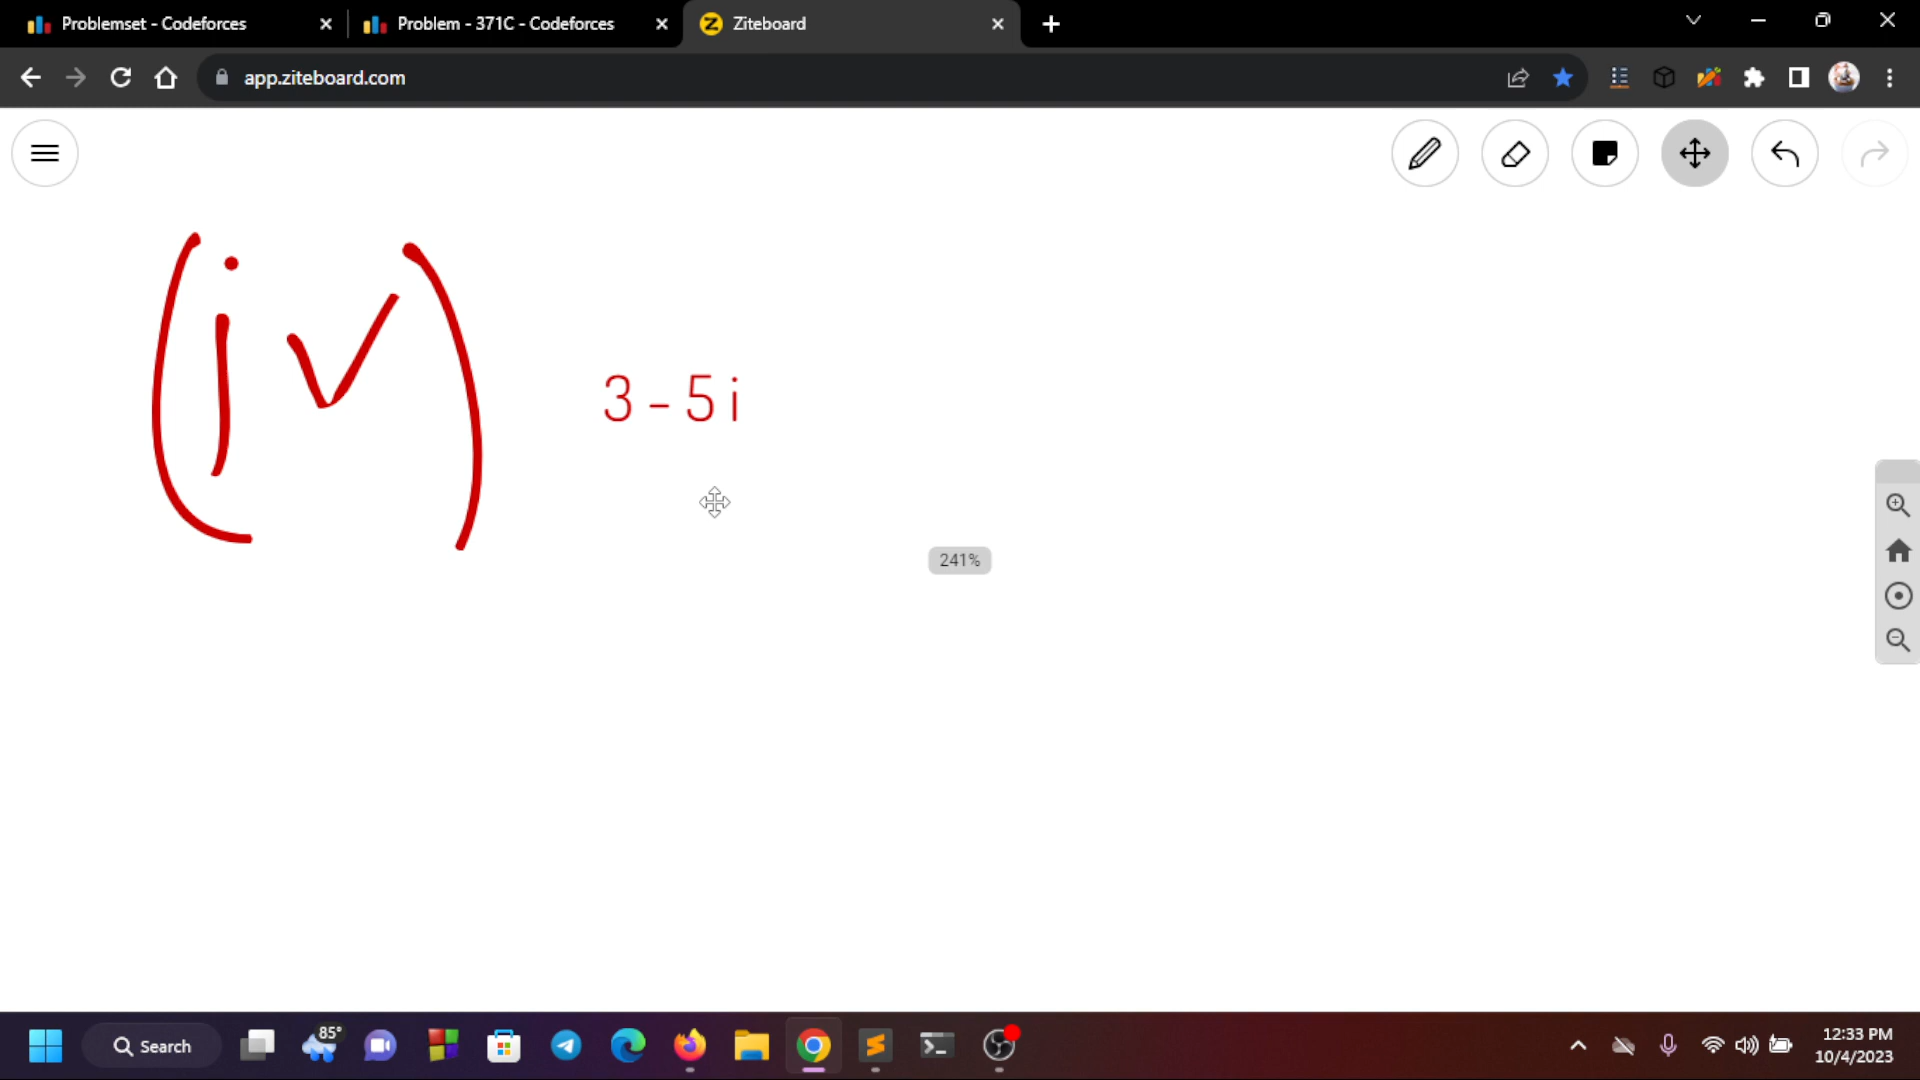 Problemset - Codeforces
Problem - 371C - Codeforces
Ziteboard
app.ziteboard.com
(iv)
3 - 5 i
241%
Search
85°
12:33 PM
10/4/2023